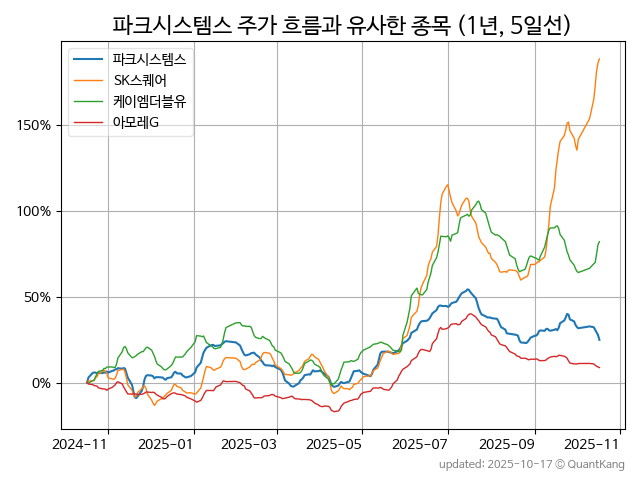 파크시스템스 주가 흐름과 유사한 종목 (1년, 5일선)
파크시스템스
SK스퀘어
케이엠더블유
아모레G
150%
100%
50%
0%
2024-11
2025-01
2025-03
2025-05
2025-07
2025-09
2025-11
updated: 2025-10-17 © QuantKang